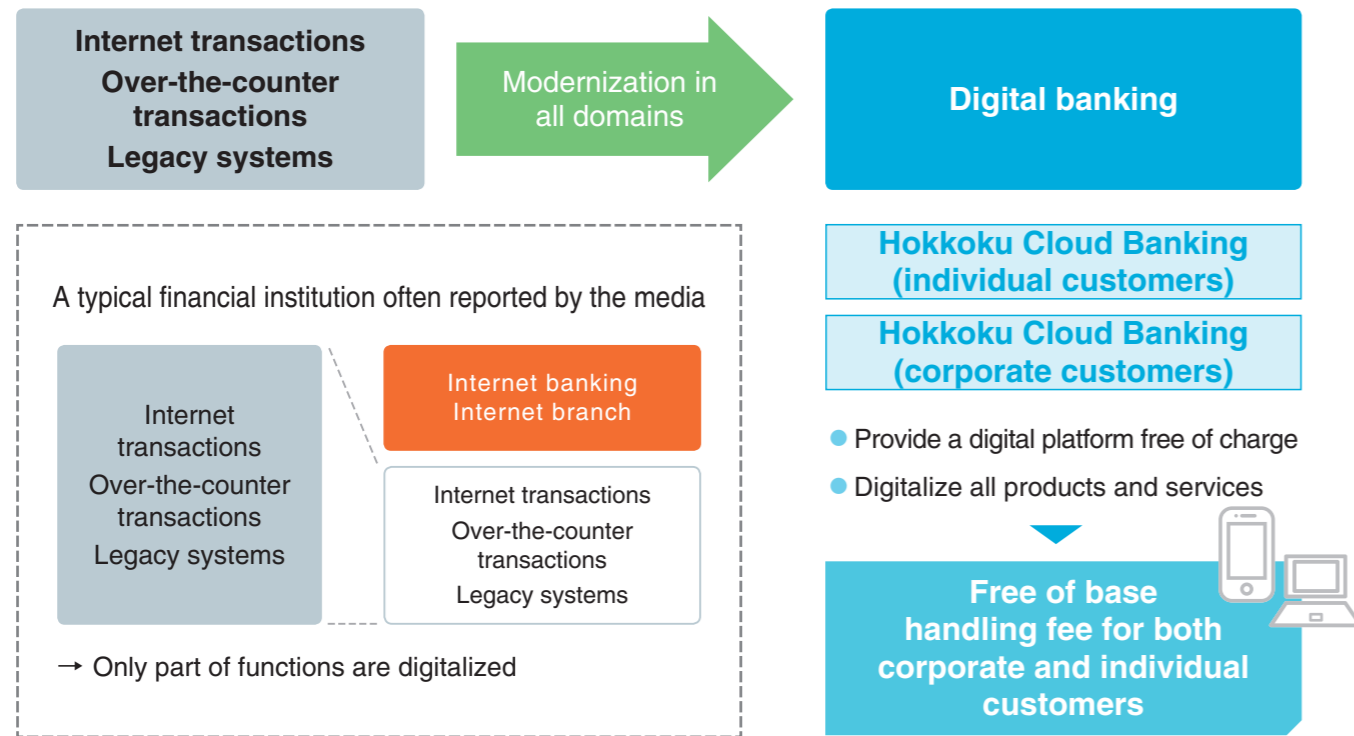 Internet transactions
Over-the-counter
transactions
Legacy systems
Modernization in
all domains
Digital banking
A typical financial institution often reported by the media
Internet
transactions
Over-the-counter
transactions
Legacy systems
Internet banking
Internet branch
Internet transactions
Over-the-counter
transactions
Legacy systems
→ Only part of functions are digitalized
Hokkoku Cloud Banking
(individual customers)
Hokkoku Cloud Banking
(corporate customers)
● Provide a digital platform free of charge
● Digitalize all products and services
Free of base
handling fee for both
corporate and individual
customers